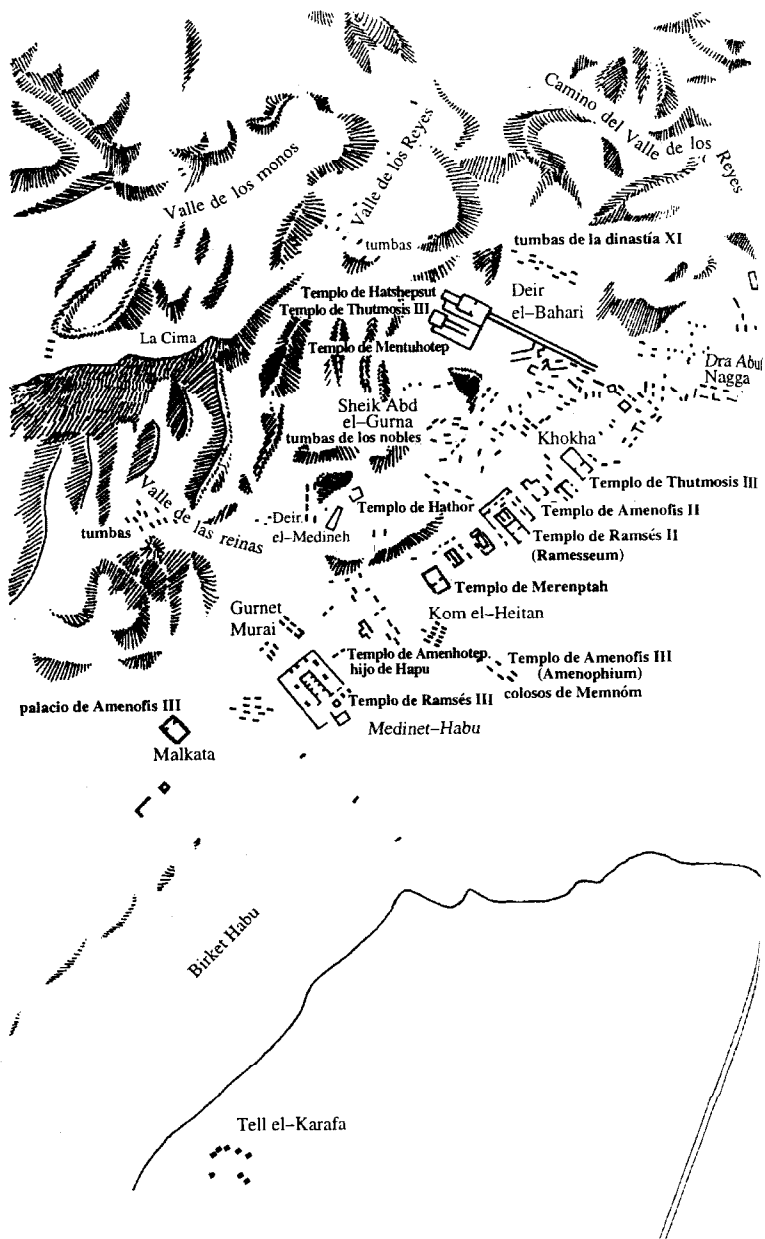 Camino del Valle de los Reyes
Valle de los monos
Valle de los Reyes
tumbas
tumbas de la dinastía XI
Templo de Hatshepsut
Templo de Thutmosis III
Deir
el–Bahari
La Cima
Templo de Mentuhotep
Dra Abu
Nagga
Sheik Abd
el–Gurna
tumbas de los nobles
Khokha
Templo de Thutmosis III
Valle de las reinas
tumbas
Deir
el–Medineh
Templo de Hathor
Templo de Amenofis II
Templo de Ramsés II
(Ramesseum)
Templo de Merenptah
Gurnet
Murai
Kom el–Heitan
Templo de Amenhotep
hijo de Hapu
Templo de Amenofis III
(Amenophium)
colosos de Memnóm
palacio de Amenofis III
Templo de Ramsés III
Medinet–Habu
Malkata
Birket Habu
Tell el–Karafa